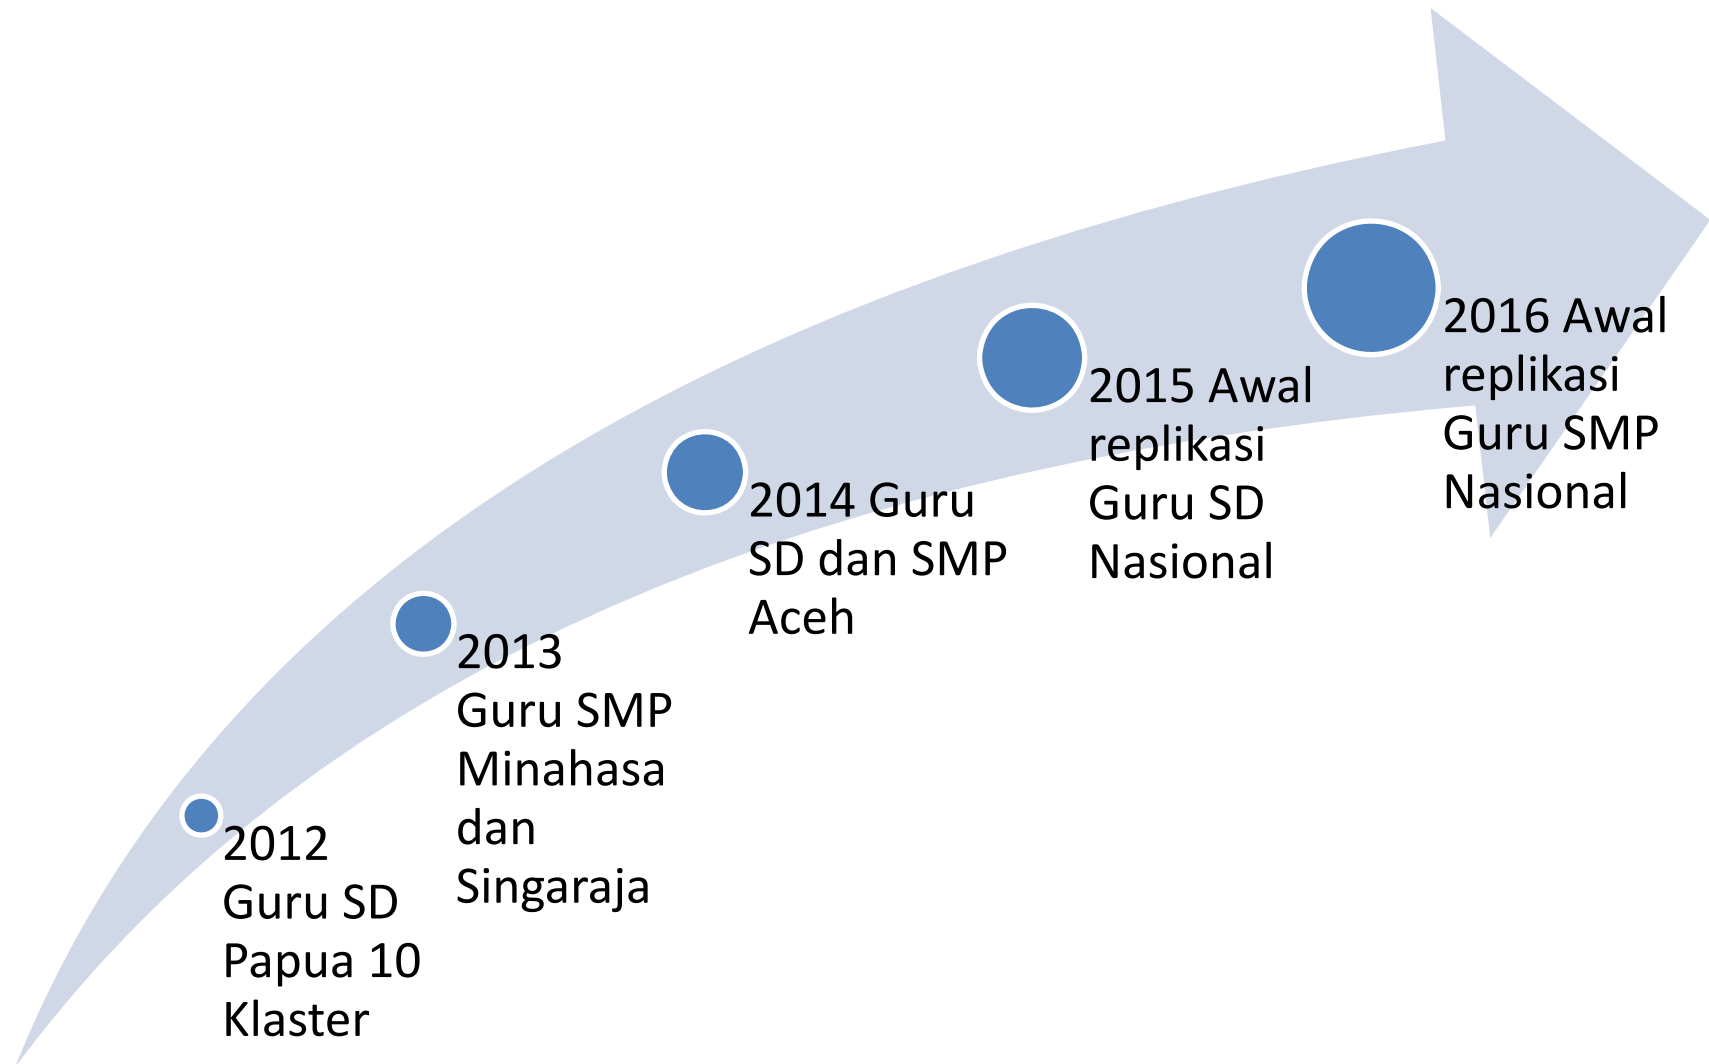 2012
Guru SD
Papua 10
Klaster
2013
Guru SMP
Minahasa
dan
Singaraja
2014 Guru
SD dan SMP
Aceh
2015 Awal
replikasi
Guru SD
Nasional
2016 Awal
replikasi
Guru SMP
Nasional